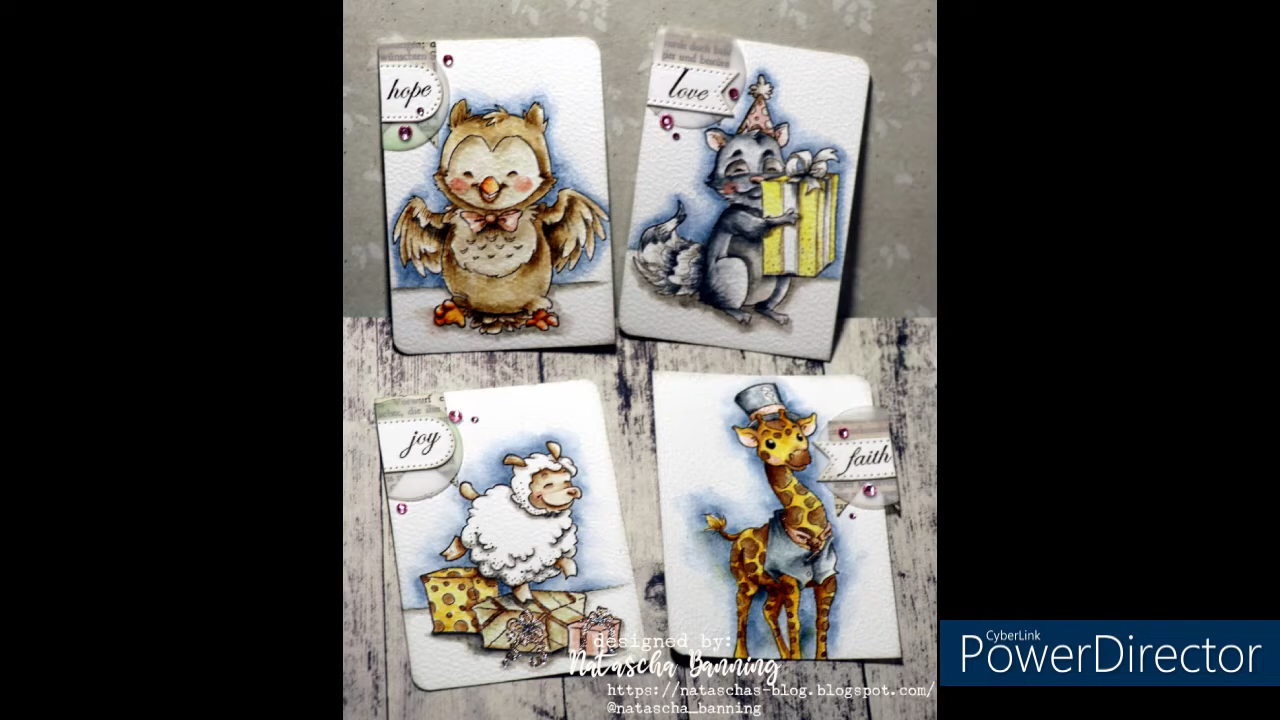 hope
love
joy
faith
designed by:
Natascha Banning
https://nataschas-blog.blogspot.com/
@natascha_banning
CyberLink
PowerDirector